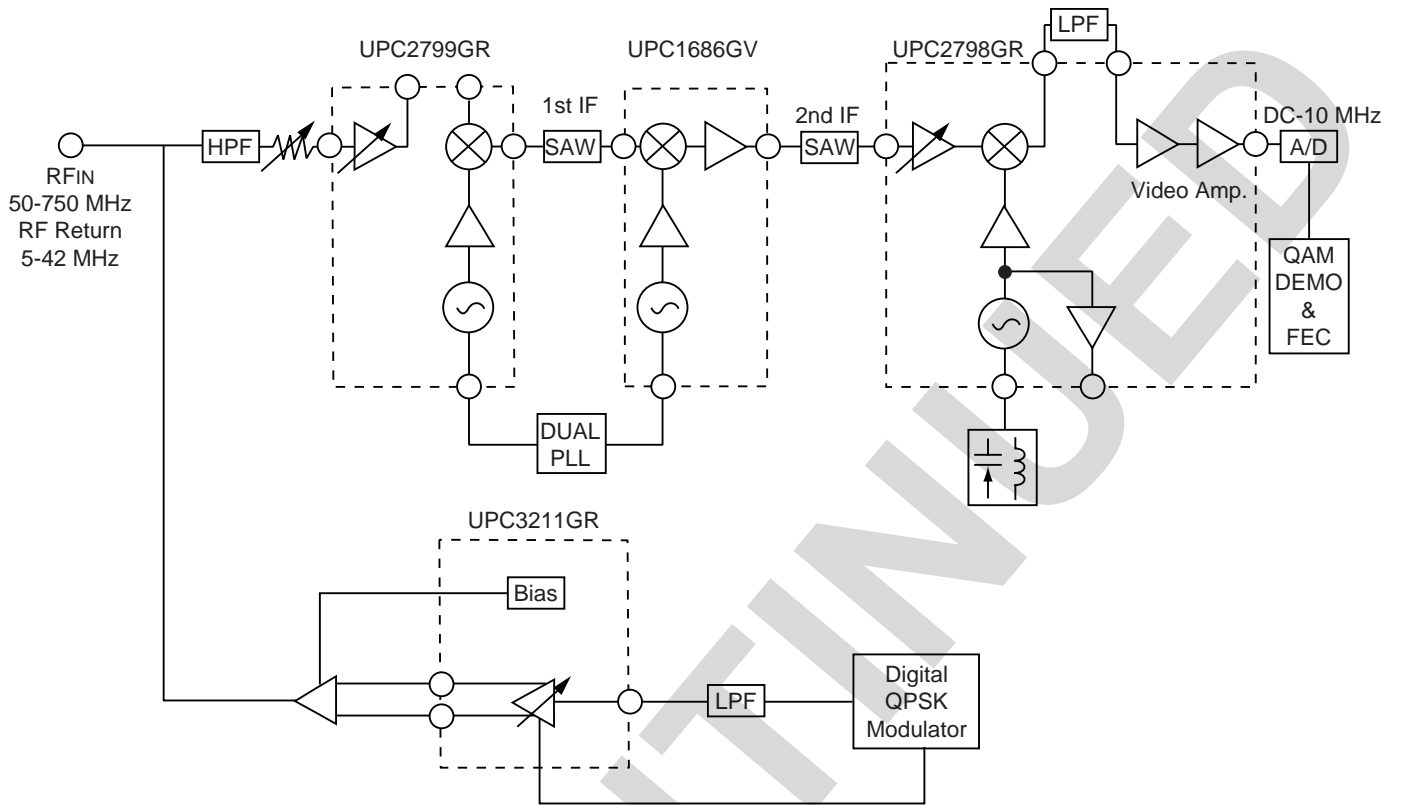 LPF
UPC2799GR
UPC1686GV
UPC2798GR
1st IF
2nd IF
DC-10 MHz
HPF
SAW
SAW
A/D
RFIN
50-750 MHz
RF Return
5-42 MHz
Video Amp.
QAM
DEMO
&
FEC
DUAL
PLL
UPC3211GR
Bias
LPF
Digital
QPSK
Modulator
TINUED